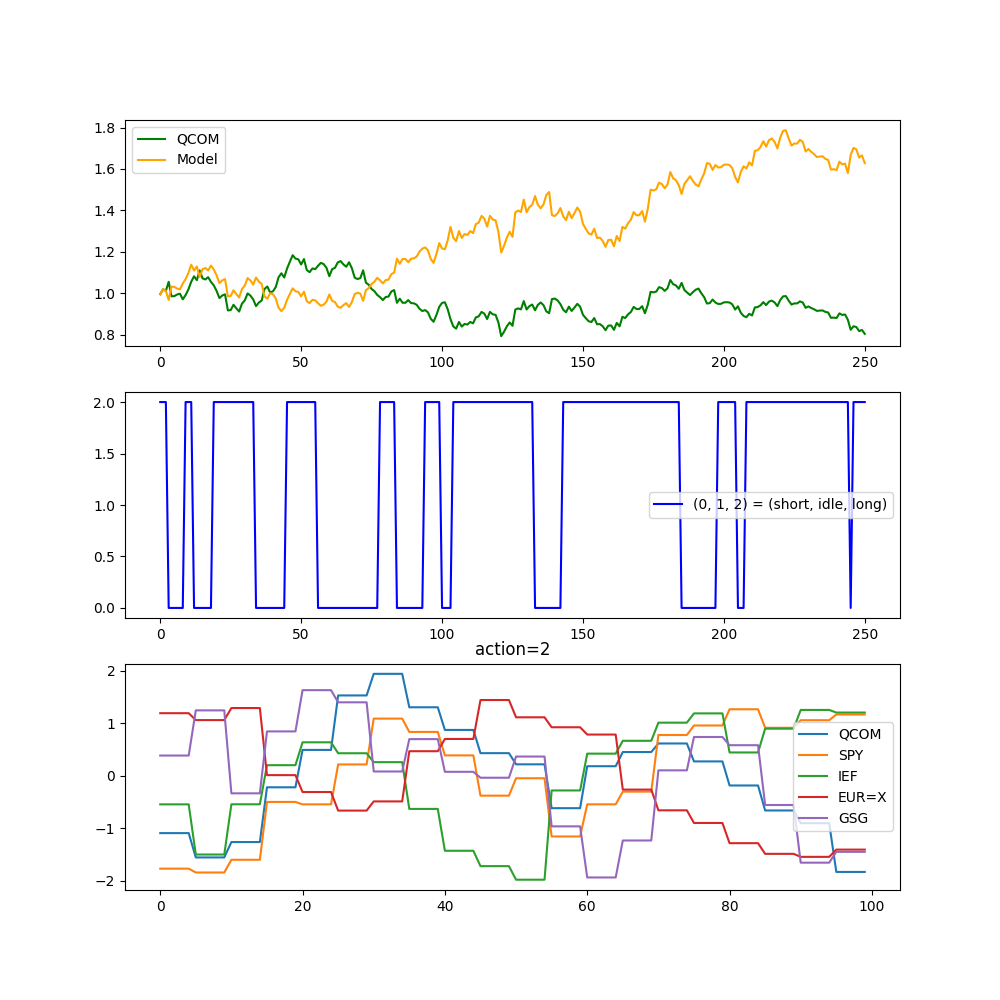 1.8
1.6
1.4
1.2
1.0
0.8
QCOM
Model
0 50 100 150 200 250
2.0
1.5
1.0
0.5
0.0
(0, 1, 2) = (short, idle, long)
0 50 100 150 200 250
action=2
2
1
0
−1
−2
QCOM
SPY
IEF
EUR=X
GSG
0 20 40 60 80 100